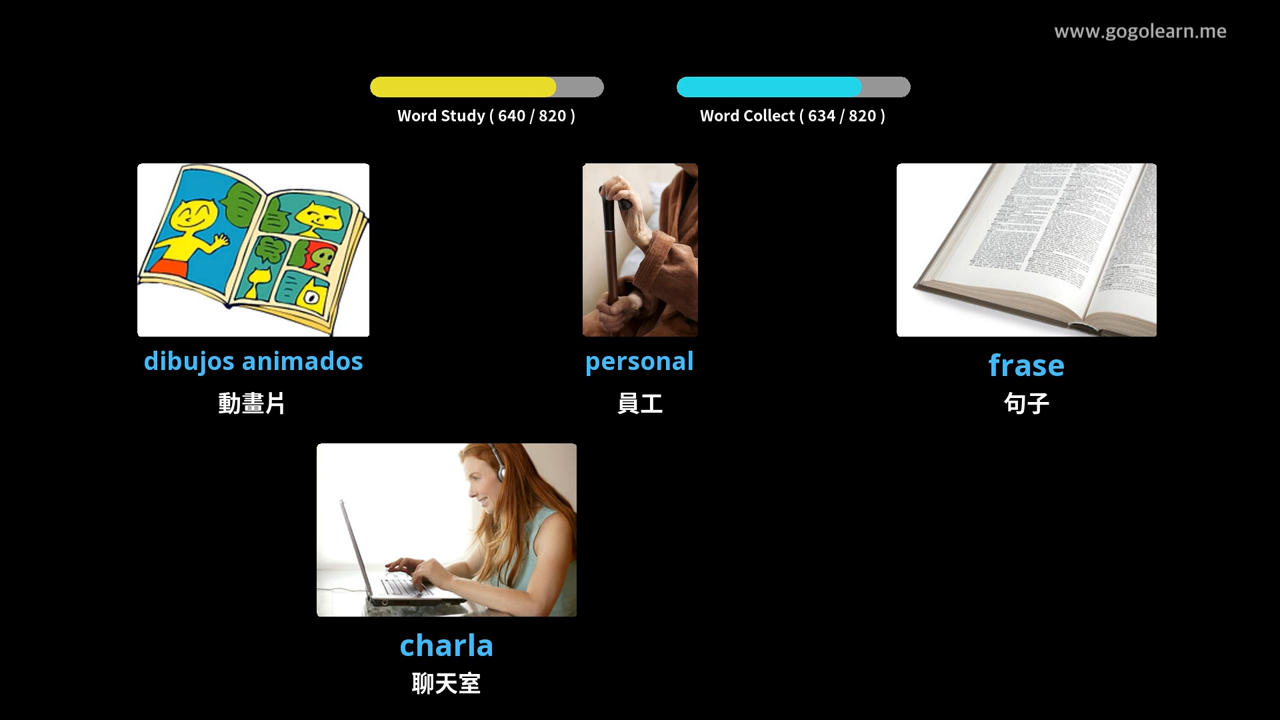 www.gogolearn.me
Word Study ( 640 / 820 )
Word Collect ( 634 / 820 )
dibujos animados
personal
frase
動畫片
員工
句子
charla
聊天室